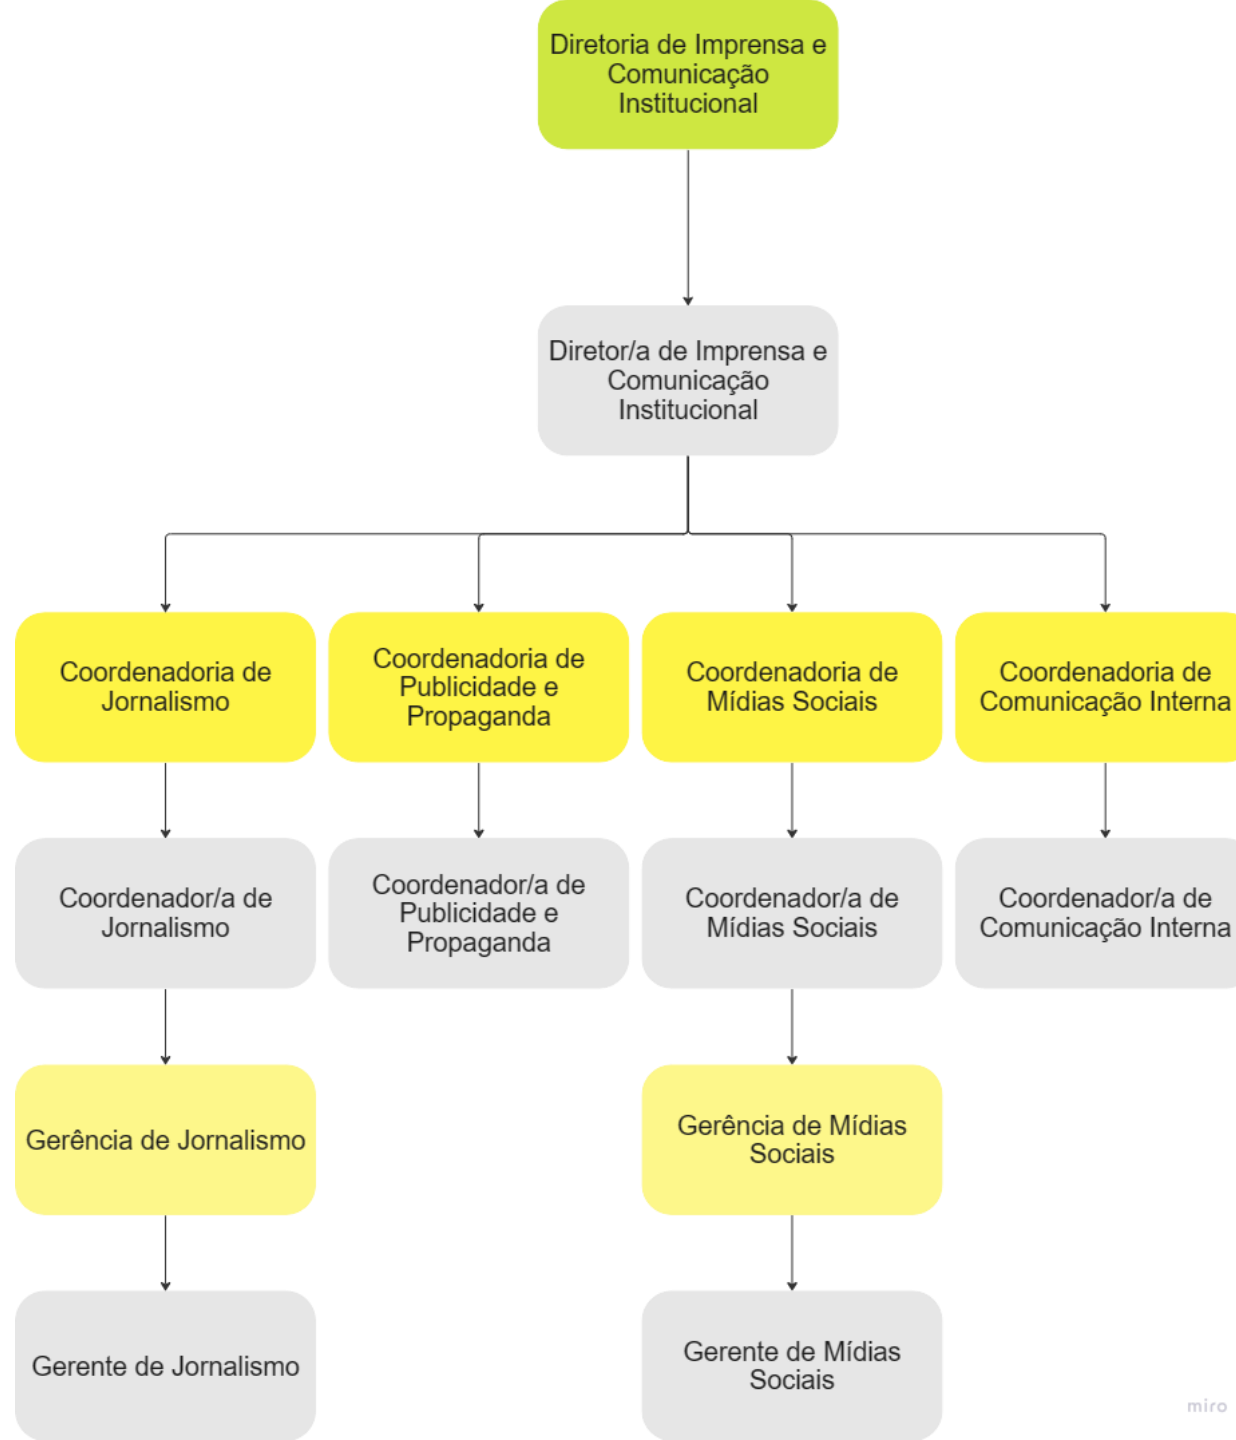 Diretoria de Imprensa e
Comunicação
Institucional
Diretor/a de Imprensa e
Comunicação
Institucional
Coordenadoria de
Jornalismo
Coordenadoria de
Publicidade e
Propaganda
Coordenadoria de
Mídias Sociais
Coordenadoria de
Comunicação Interna
Coordenador/a de
Jornalismo
Coordenador/a de
Publicidade e
Propaganda
Coordenador/a de
Mídias Sociais
Coordenador/a de
Comunicação Interna
Gerência de Jornalismo
Gerência de Mídias
Sociais
Gerente de Jornalismo
Gerente de Mídias
Sociais
miro